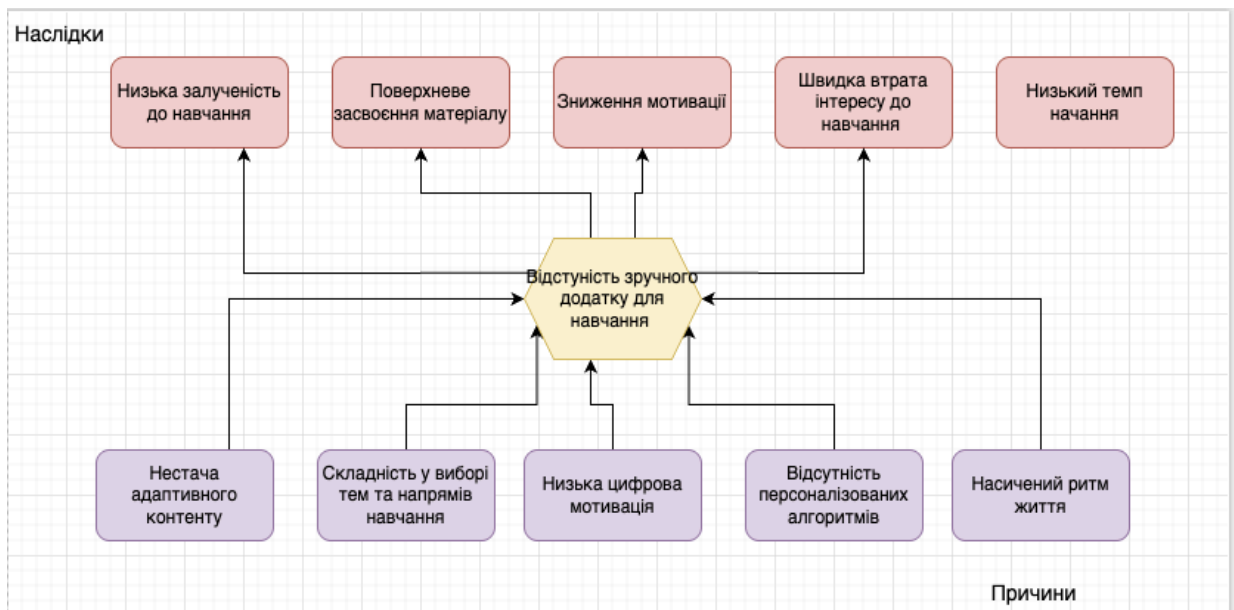 Наслідки
Низька залученість
до навчання
Поверхневе
засвоєння матеріалу
Зниження мотивації
Швидка втрата
інтересу до
навчання
Низький темп
начання
Відстуність зручного
додатку для
навчання
Нестача
адаптивного
контенту
Складність у виборі
тем та напрямів
навчання
Низька цифрова
мотивація
Відсутність
персоналізованих
алгоритмів
Насичений ритм
життя
Причини